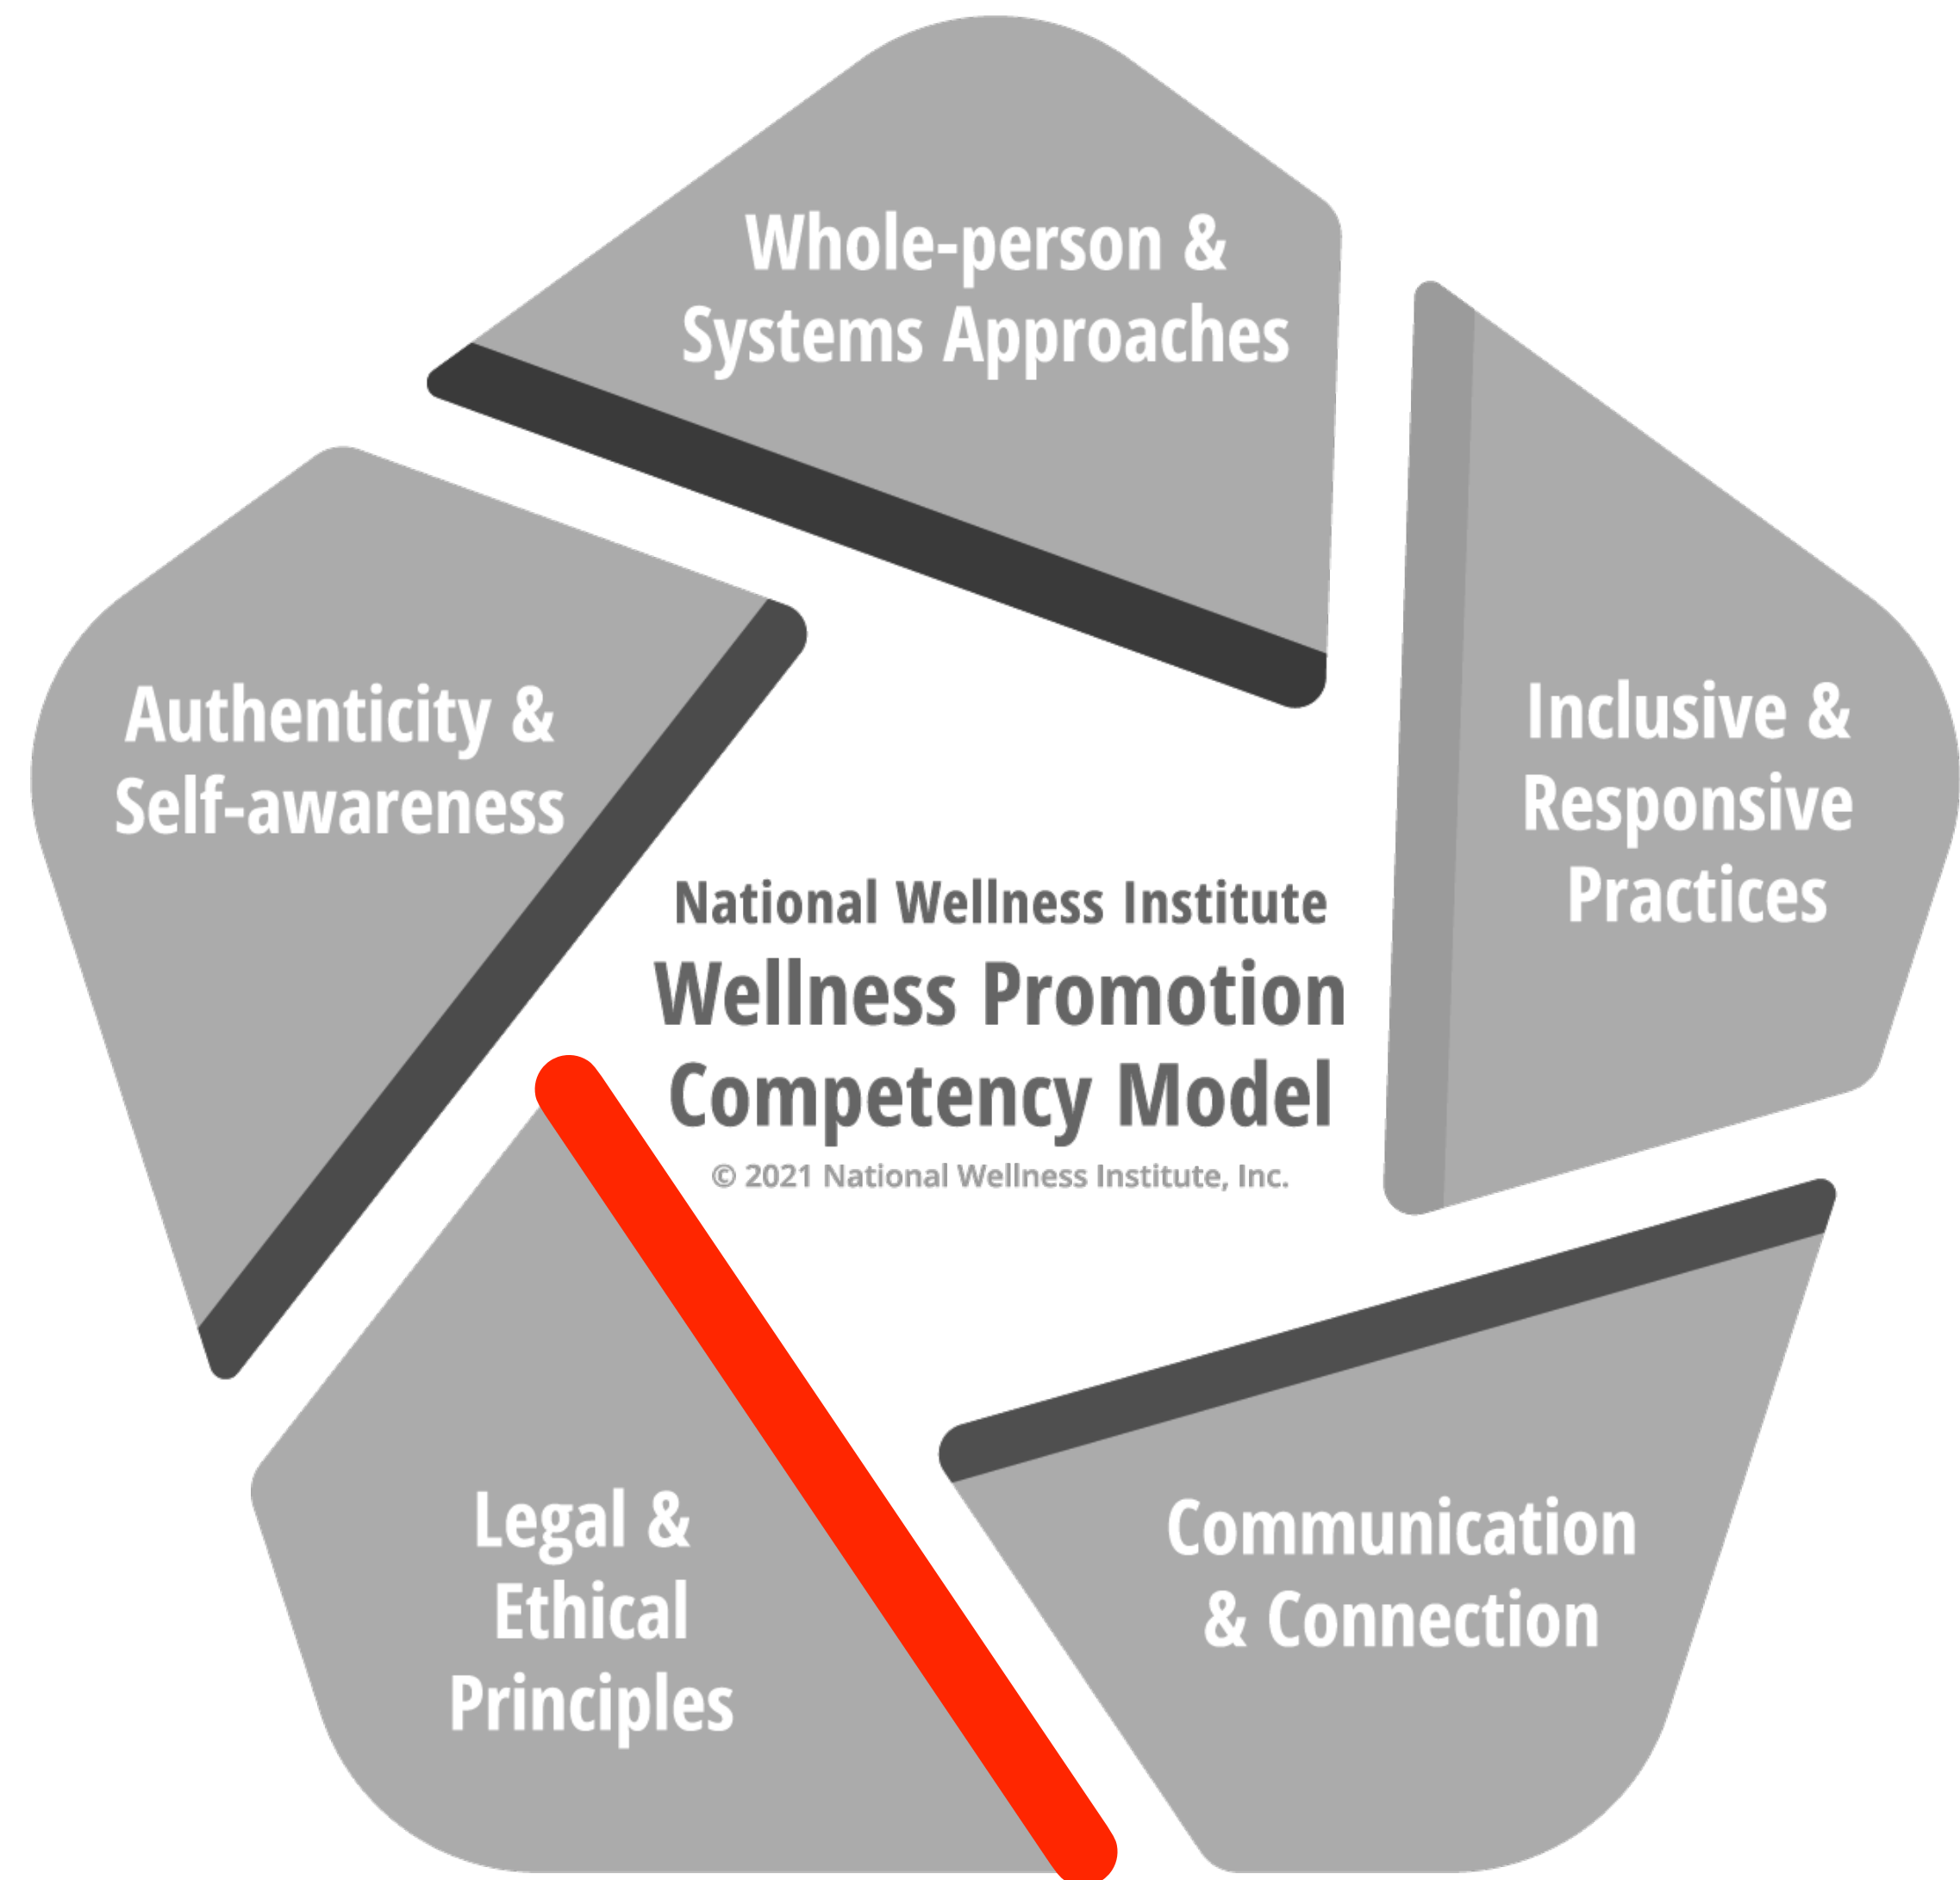 Whole-person &
Systems Approaches
Authenticity &
Self-awareness
Inclusive &
Responsive
Practices
National Wellness Institute
Wellness Promotion
Competency Model
© 2021 National Wellness Institute, Inc.
Legal &
Ethical
Principles
Communication
& Connection